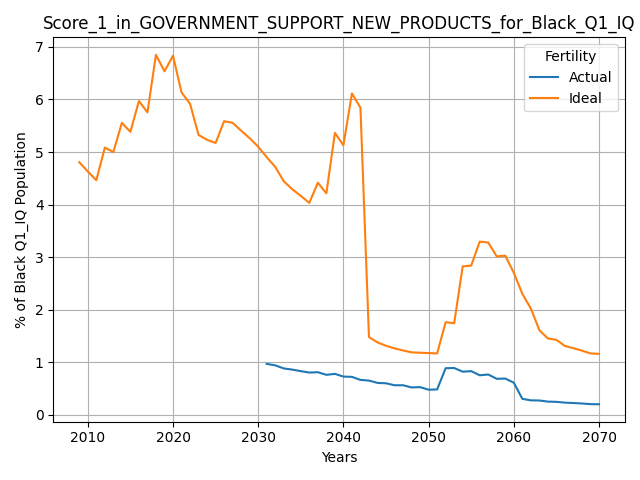 Score_1_in_GOVERNMENT_SUPPORT_NEW_PRODUCTS_for_Black_Q1_IQ
Fertility
Actual
Ideal
% of Black Q1_IQ Population
7
6
5
4
3
2
1
0
2010 2020 2030 2040 2050 2060 2070
Years